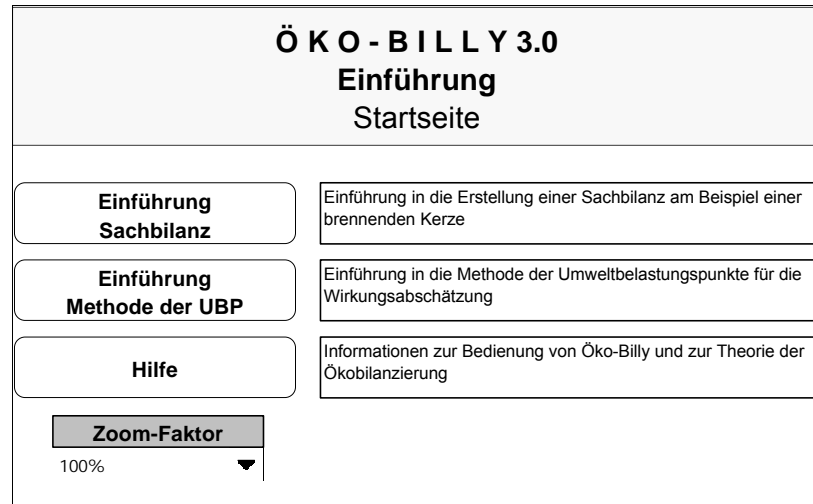 Ö K O - B I L L Y 3.0
Einführung
Startseite
Einführung
Sachbilanz
Einführung in die Erstellung einer Sachbilanz am Beispiel einer
brennenden Kerze
Einführung
Methode der UBP
Einführung in die Methode der Umweltbelastungspunkte für die
Wirkungsabschätzung
Hilfe
Informationen zur Bedienung von Öko-Billy und zur Theorie der
Ökobilanzierung
Zoom-Faktor
100%